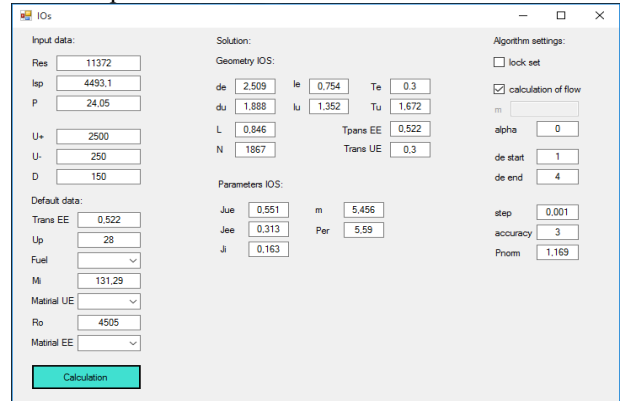 IOs
Input data:
Res 11372
Isp 4493,1
P 24,05
U+ 2500
U- 250
D 150
Default data:
Trans EE 0,522
Up 28
Fuel
Mi 131,29
Matirial UE
Ro 4505
Matirial EE
Calculation
Solution:
Geometry IOS:
de 2,509 le 0,754 Te 0.3
du 1,888 lu 1,352 Tu 1,672
L 0,846 Tpans EE 0,522
N 1867 Trans UE 0,3
Parameters IOS:
Jue 0,551 m 5,456
Jee 0,313 Per 5,59
Ji 0,163
Algorithm settings:
lock set
calculation of flow
m
alpha 0
de start 1
de end 4
step 0,001
accuracy 3
Pnorm 1,169